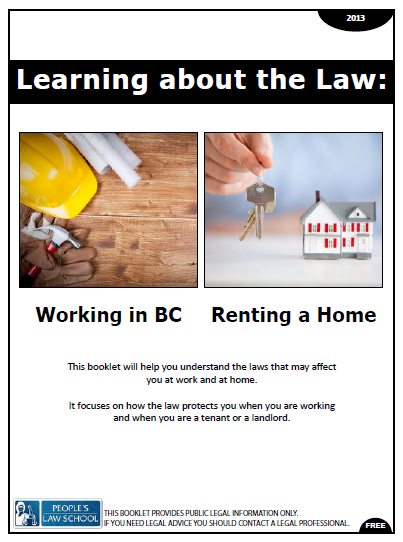 2013
Learning about the Law:
Working in BC
Renting a Home
This booklet will help you understand the laws that may affect
you at work and at home.
It focuses on how the law protects you when you are working
and when you are a tenant or a landlord.
PEOPLE'S
LAW SCHOOL
THIS BOOKLET PROVIDES PUBLIC LEGAL INFORMATION ONLY.
IF YOU NEED LEGAL ADVICE YOU SHOULD CONTACT A LEGAL PROFESSIONAL.
FREE